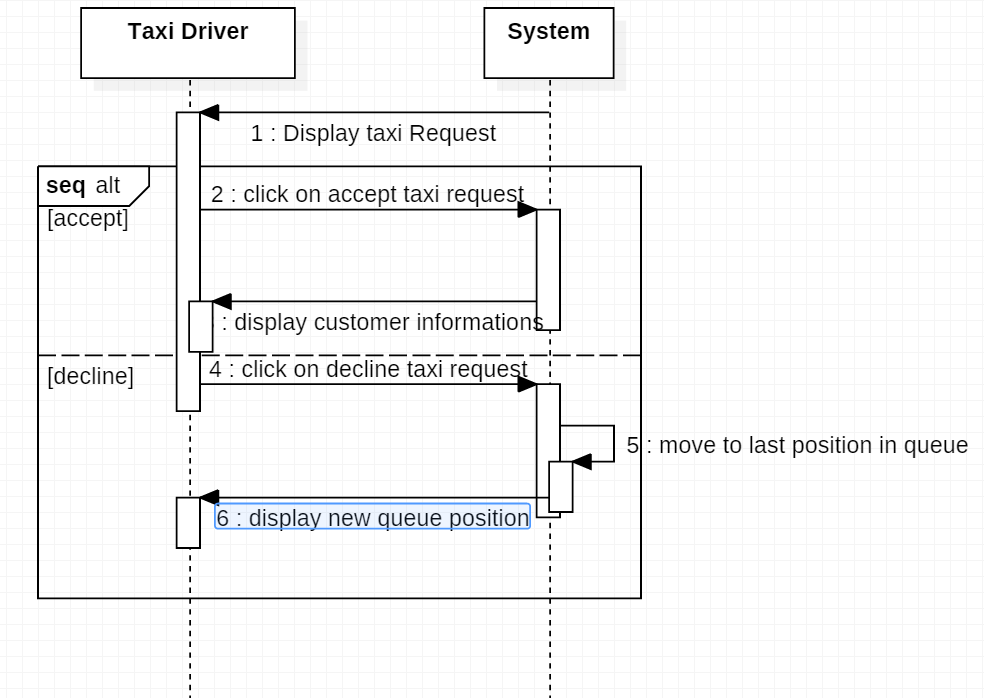 Taxi Driver
System
1 : Display taxi Request
seq alt
2 : click on accept taxi request
[accept]
: display customer informations
4 : click on decline taxi request
[decline]
5 : move to last position in queue
6 : display new queue position